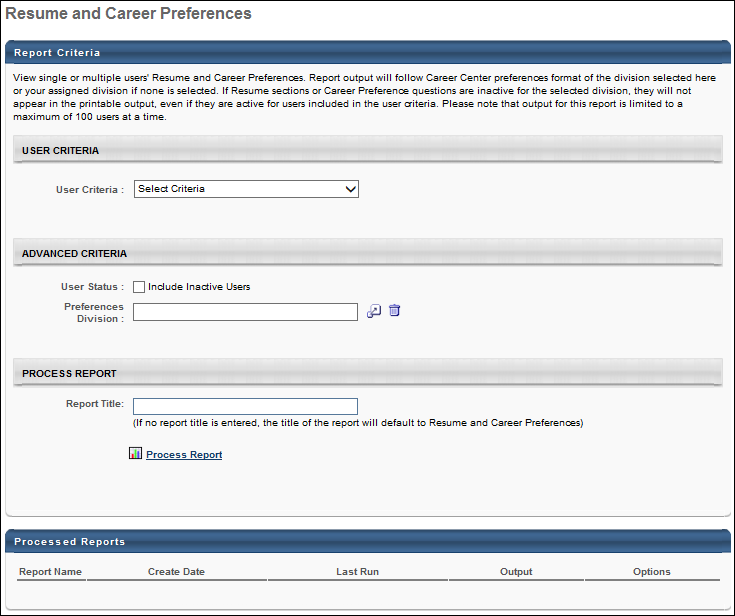 Resume and Career Preferences
Report Criteria
View single or multiple users' Resume and Career Preferences. Report output will follow Career Center preferences format of the division selected here
or your assigned division if none is selected. If Resume sections or Career Preference questions are inactive for the selected division, they will not
appear in the printable output, even if they are active for users included in the user criteria. Please note that output for this report is limited to a
maximum of 100 users at a time.
USER CRITERIA
User Criteria : Select Criteria
ADVANCED CRITERIA
User Status : Include Inactive Users
Preferences
Division :
PROCESS REPORT
Report Title:
(If no report title is entered, the title of the report will default to Resume and Career Preferences)
Process Report
Processed Reports
Report Name Create Date Last Run Output Options